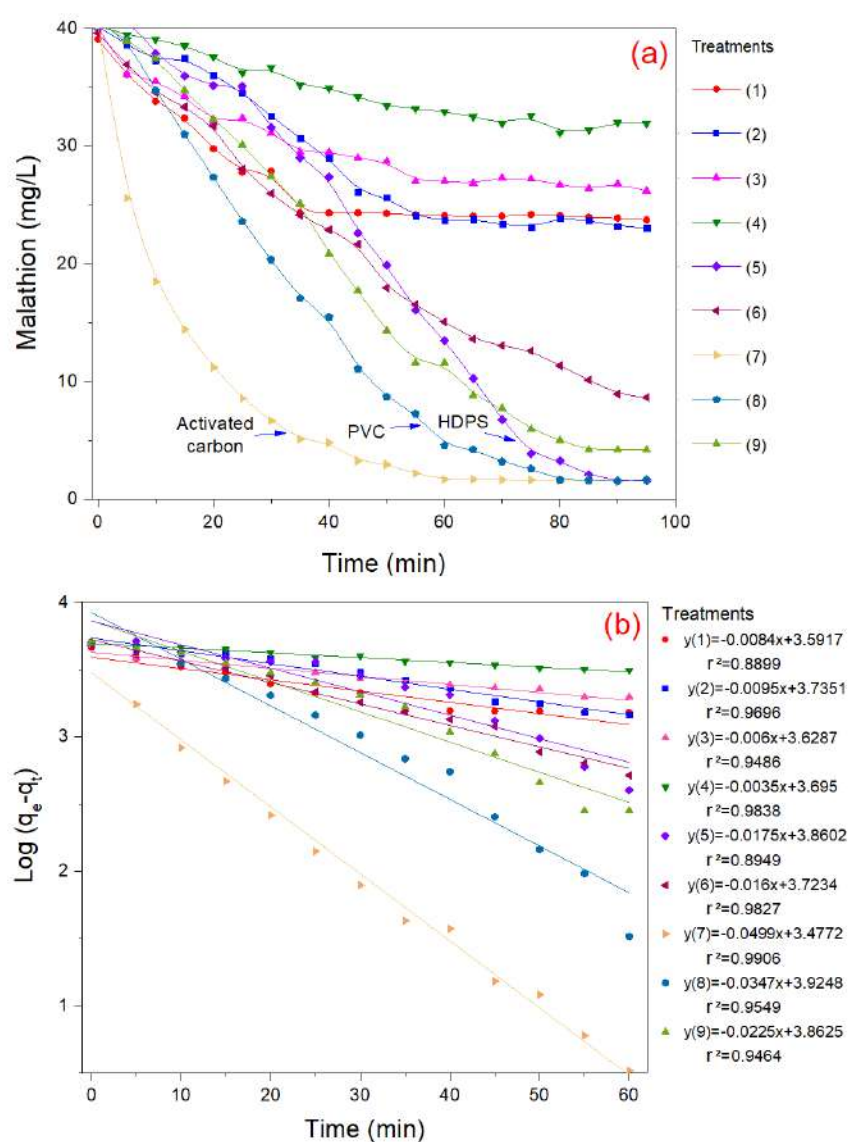 (a)
Treatments
(1)
(2)
(3)
(4)
(5)
(6)
(7)
(8)
(9)
Malathion (mg/L)
40
30
20
10
0
Activated
carbon
PVC
HDPS
0 20 40 60 80 100
Time (min)
(b)
Treatments
y(1)=-0.0084x+3.5917
r²=0.8899
y(2)=-0.0095x+3.7351
r²=0.9696
y(3)=-0.006x+3.6287
r²=0.9486
y(4)=-0.0035x+3.695
r²=0.9838
y(5)=-0.0175x+3.8602
r²=0.8949
y(6)=-0.016x+3.7234
r²=0.9827
y(7)=-0.0499x+3.4772
r²=0.9906
y(8)=-0.0347x+3.9248
r²=0.9549
y(9)=-0.0225x+3.8625
r²=0.9464
Log (qe-qt)
4
3
2
1
0 10 20 30 40 50 60
Time (min)